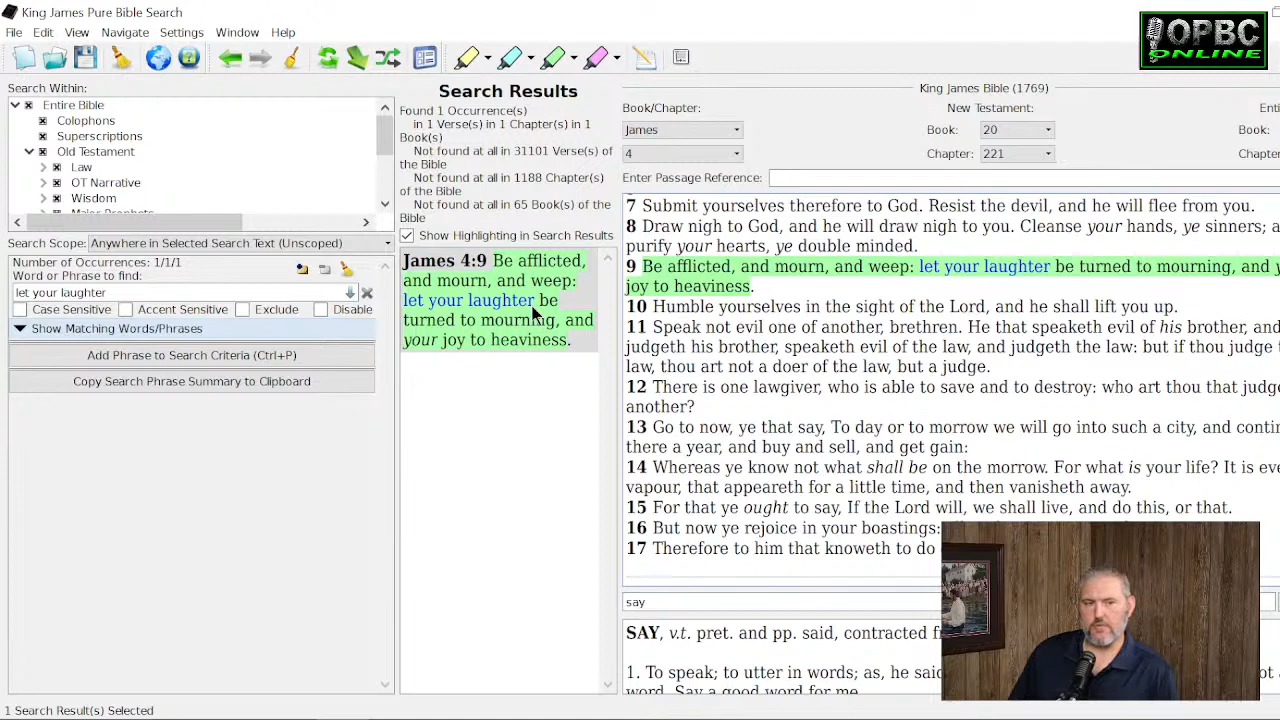 King James Pure Bible Search
OPBC
ONLINE
File Edit View Navigate Settings Window Help
Search Within:
Entire Bible
Colophons
Superscriptions
Old Testament
Law
OT Narrative
Wisdom
Major Prophets
Search Scope: Anywhere in Selected Search Text (Unscoped)
Number of Occurrences: 1/1/1
Word or Phrase to find:
let your laughter
Case Sensitive Accent Sensitive Exclude Disable
Show Matching Words/Phrases
Add Phrase to Search Criteria (Ctrl+P)
Copy Search Phrase Summary to Clipboard
Search Results
Found 1 Occurrence(s)
in 1 Verse(s) in 1 Chapter(s) in 1
Book(s)
Not found at all in 31101 Verse(s) of
the Bible
Not found at all in 1188 Chapter(s)
of the Bible
Not found at all in 65 Book(s) of the
Bible
Show Highlighting in Search Results
James 4:9 Be afflicted,
and mourn, and weep:
let your laughter be
turned to mourning, and
your joy to heaviness.
King James Bible (1769)
Book/Chapter: New Testament:
James Book: 20 Book:
4 Chapter: 221
Enter Passage Reference:
7 Submit yourselves therefore to God. Resist the devil, and he will flee from you.
8 Draw nigh to God, and he will draw nigh to you. Cleanse your hands, ye sinners;
purify your hearts, ye double minded.
9 Be afflicted, and mourn, and weep: let your laughter be turned to mourning, and
joy to heaviness.
10 Humble yourselves in the sight of the Lord, and he shall lift you up.
11 Speak not evil one of another, brethren. He that speaketh evil of his brother, and
judgeth his brother, speaketh evil of the law, and judgeth the law: but if thou judge
law, thou art not a doer of the law, but a judge.
12 There is one lawgiver, who is able to save and to destroy: who art thou that
another?
13 Go to now, ye that say, To day or to morrow we will go into such a city, and
there a year, and buy and sell, and get gain:
14 Whereas ye know not what shall be on the morrow. For what is your life? It is
vapour, that appeareth for a little time, and then vanisheth away.
15 For that ye ought to say, If the Lord will, we shall live, and do this, or that.
16 But now ye rejoice in your boastings:
17 Therefore to him that knoweth to do
say
SAY, v.t. pret. and pp. said, contracted
1. To speak; to utter in words; as, he said
word. Say a good word for me.
1 Search Result(s) Selected